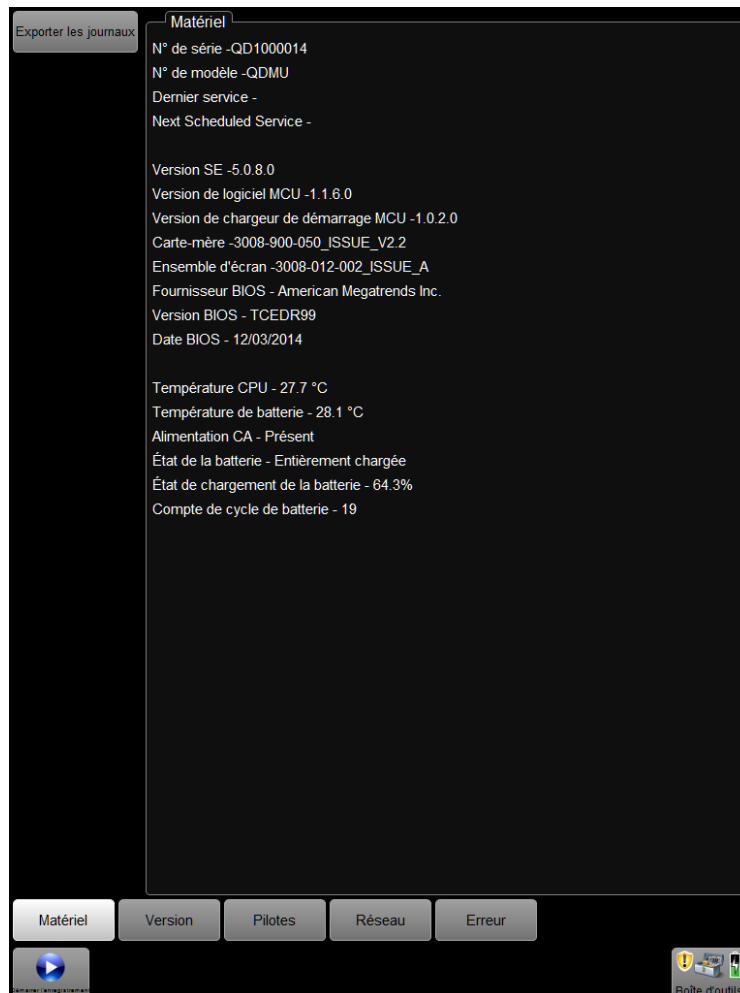 Exporter les journaux
Matériel
N° de série -QD1000014
N° de modèle -QDMU
Dernier service -
Next Scheduled Service -
Version SE -5.0.8.0
Version de logiciel MCU -1.1.6.0
Version de chargeur de démarrage MCU -1.0.2.0
Carte-mère -3008-900-050_ISSUE_V2.2
Ensemble d'écran -3008-012-002_ISSUE_A
Fournisseur BIOS - American Megatrends Inc.
Version BIOS - TCEDR99
Date BIOS - 12/03/2014
Température CPU - 27.7 °C
Température de batterie - 28.1 °C
Alimentation CA - Présent
État de la batterie - Entièrement chargée
État de chargement de la batterie - 64.3%
Compte de cycle de batterie - 19
Matériel Version Pilotes Réseau Erreur
Boîte d'outils